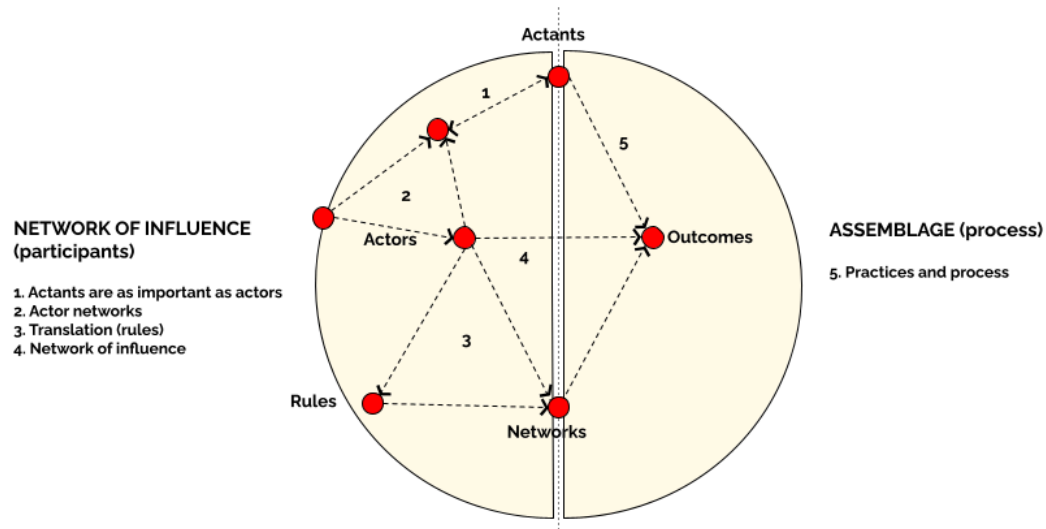 Actants
1
5
2
NETWORK OF INFLUENCE
(participants)
Actors
Outcomes
ASSEMBLAGE (process)
4
5. Practices and process
1. Actants are as important as actors
2. Actor networks
3. Translation (rules)
4. Network of influence
3
Rules
Networks